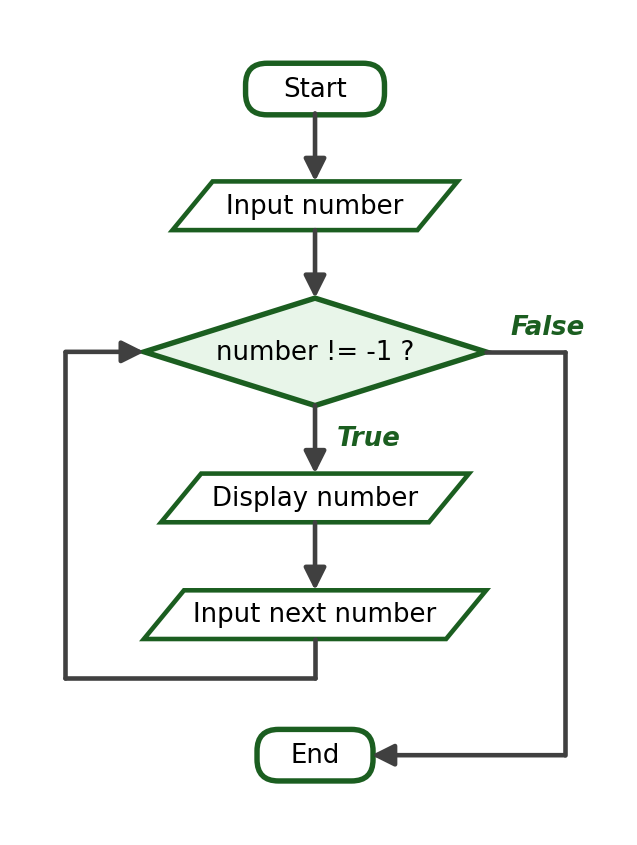 Start
Input number
number != -1 ?
False
True
Display number
Input next number
End